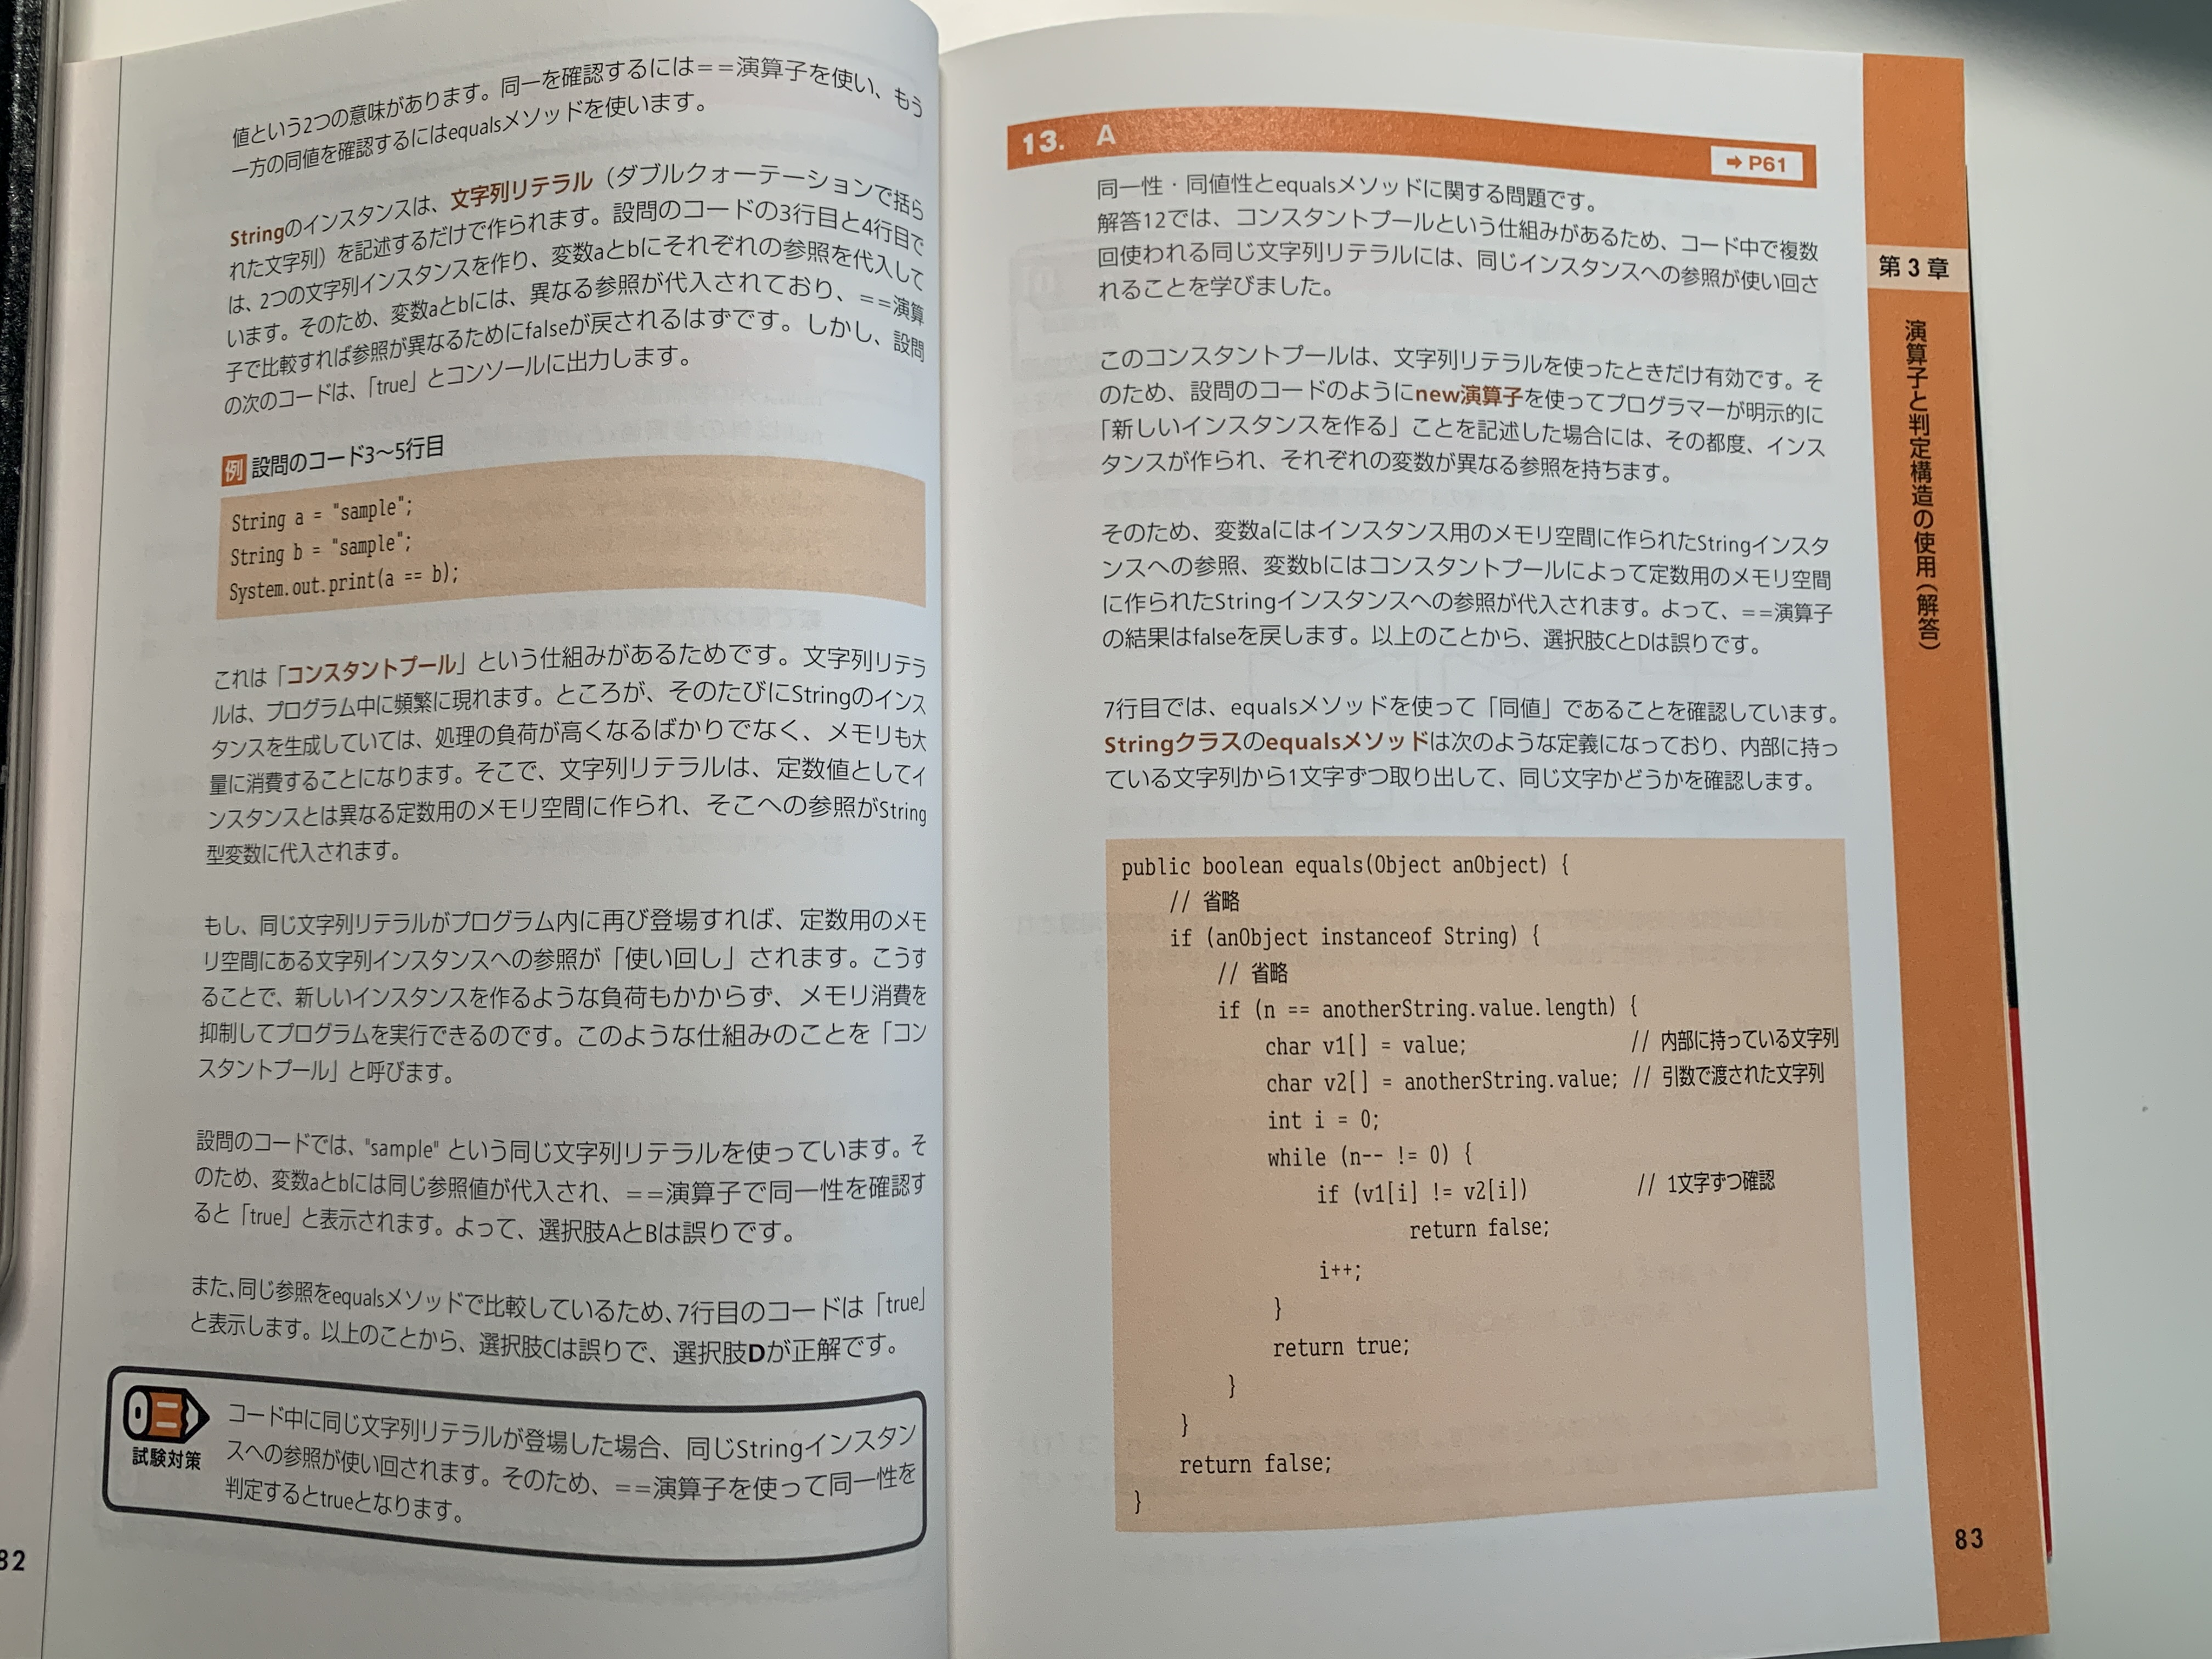 値という2つの意味があります。同一を確認するには==演算子を使い、もう
一方の同値を確認するにはequalsメソッドを使います。
Stringのインスタンスは、文字列リテラル（ダブルクォーテーションで括ら
れた文字列）を記述するだけで作られます。設問のコードの3行目と4行目で
は、2つの文字列インスタンスを作り、変数aとbにそれぞれの参照を代入して
います。そのため、変数aとbには、異なる参照が代入されており、==演算
子で比較すれば参照が異なるためにfalseが戻されるはずです。しかし、設問
の次のコードは、「true」とコンソールに出力します。
例 設問のコード3〜5行目
String a = "sample";
String b = "sample";
System.out.print(a == b);
これは「コンスタントプール」という仕組みがあるためです。文字列リテラ
ルは、プログラム中に頻繁に現れます。ところが、そのたびにStringのインス
タンスを生成していては、処理の負荷が高くなるばかりでなく、メモリも大
量に消費することになります。そこで、文字列リテラルは、定数値としてイ
ンスタンスとは異なる定数用のメモリ空間に作られ、そこへの参照がString
型変数に代入されます。
もし、同じ文字列リテラルがプログラム内に再び登場すれば、定数用のメモ
リ空間にある文字列インスタンスへの参照が「使い回し」されます。こうす
ることで、新しいインスタンスを作るような負荷もかからず、メモリ消費を
抑制してプログラムを実行できるのです。このような仕組みのことを「コン
スタントプール」と呼びます。
設問のコードでは、"sample" という同じ文字列リテラルを使っています。そ
のため、変数aとbには同じ参照値が代入され、==演算子で同一性を確認す
ると「true」と表示されます。よって、選択肢AとBは誤りです。
また、同じ参照をequalsメソッドで比較しているため、7行目のコードは「true」
と表示します。以上のことから、選択肢Cは誤りで、選択肢Dが正解です。
試験対策
コード中に同じ文字列リテラルが登場した場合、同じStringインスタン
スへの参照が使い回されます。そのため、==演算子を使って同一性を
判定するとtrueとなります。
82
13. A
➡ P61
同一性・同値性とequalsメソッドに関する問題です。
解答12では、コンスタントプールという仕組みがあるため、コード中で複数
回使われる同じ文字列リテラルには、同じインスタンスへの参照が使い回さ
れることを学びました。
このコンスタントプールは、文字列リテラルを使ったときだけ有効です。そ
のため、設問のコードのようにnew演算子を使ってプログラマーが明示的に
「新しいインスタンスを作る」ことを記述した場合には、その都度、インス
タンスが作られ、それぞれの変数が異なる参照を持ちます。
そのため、変数aにはインスタンス用のメモリ空間に作られたStringインスタ
ンスへの参照、変数bにはコンスタントプールによって定数用のメモリ空間
に作られたStringインスタンスへの参照が代入されます。よって、==演算子
の結果はfalseを戻します。以上のことから、選択肢CとDは誤りです。
7行目では、equalsメソッドを使って「同値」であることを確認しています。
Stringクラスのequalsメソッドは次のような定義になっており、内部に持っ
ている文字列から1文字ずつ取り出して、同じ文字かどうかを確認します。
public boolean equals(Object anObject) {
// 省略
if (anObject instanceof String) {
// 省略
if (n == anotherString.value.length) {
char v1[] = value; // 内部に持っている文字列
char v2[] = anotherString.value; // 引数で渡された文字列
int i = 0;
while (n-- != 0) {
if (v1[i] != v2[i]) // 1文字ずつ確認
return false;
i++;
}
return true;
}
}
return false;
}
第3章
演算子と判定構造の使用（解答）
83